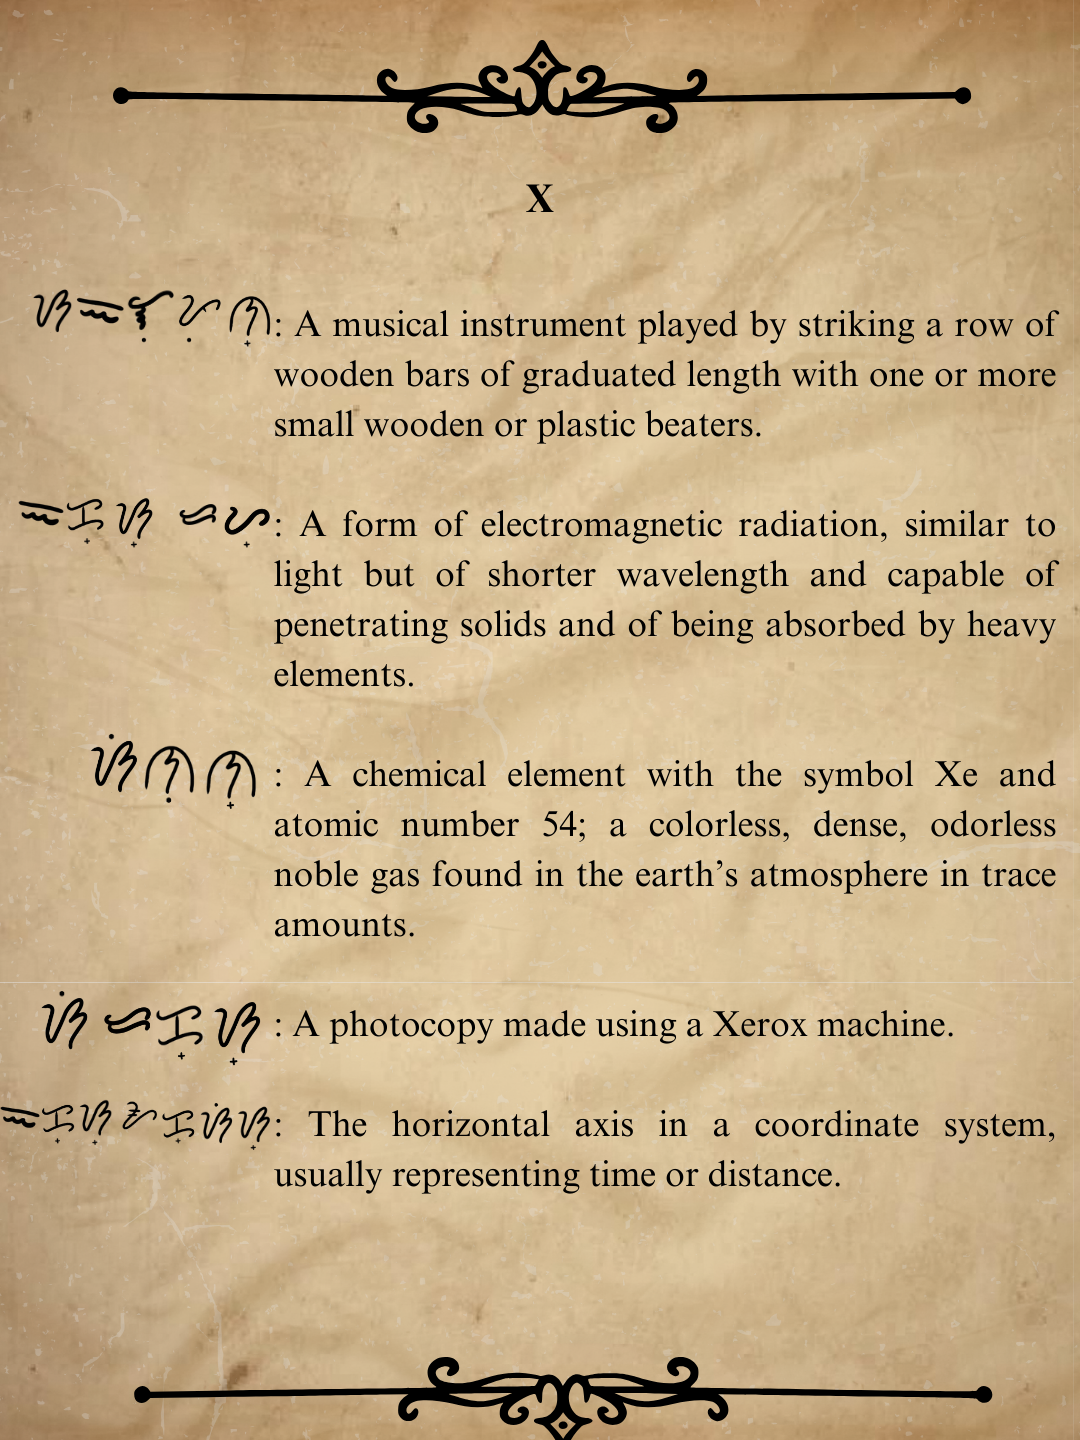 X
ᜐᜁᜎᜓᜉᜓᜈ᜔: A musical instrument played by striking a row of
wooden bars of graduated length with one or more
small wooden or plastic beaters.
ᜁᜃ᜔ᜐ᜔ ᜇᜌ᜔: A form of electromagnetic radiation, similar to
light but of shorter wavelength and capable of
penetrating solids and of being absorbed by heavy
elements.
ᜐᜒᜈᜓᜈ᜔ : A chemical element with the symbol Xe and
atomic number 54; a colorless, dense, odorless
noble gas found in the earth’s atmosphere in trace
amounts.
ᜐᜒᜇᜃ᜔ᜐ᜔ : A photocopy made using a Xerox machine.
ᜁᜃ᜔ᜐ᜔ ᜀᜃ᜔ᜐᜒᜐ᜔: The horizontal axis in a coordinate system,
usually representing time or distance.